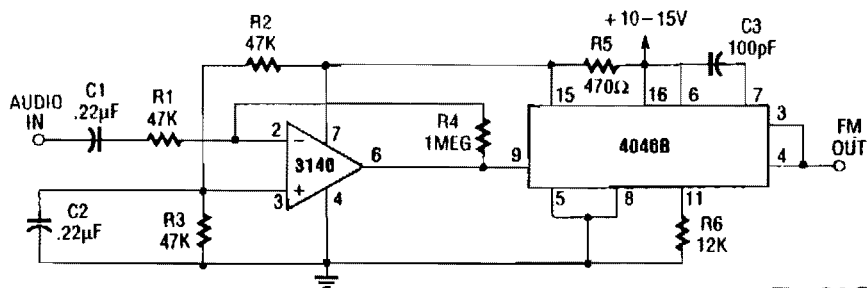 R2
47K
+10-15V
C3
100pF
R5
470Ω
15
16
6
7
AUDIO
IN
C1
.22µF
R1
47K
2
7
R4
1MEG
3
4
FM
OUT
3140
6
9
4046B
3
4
5
8
11
C2
.22µF
R3
47K
R6
12K